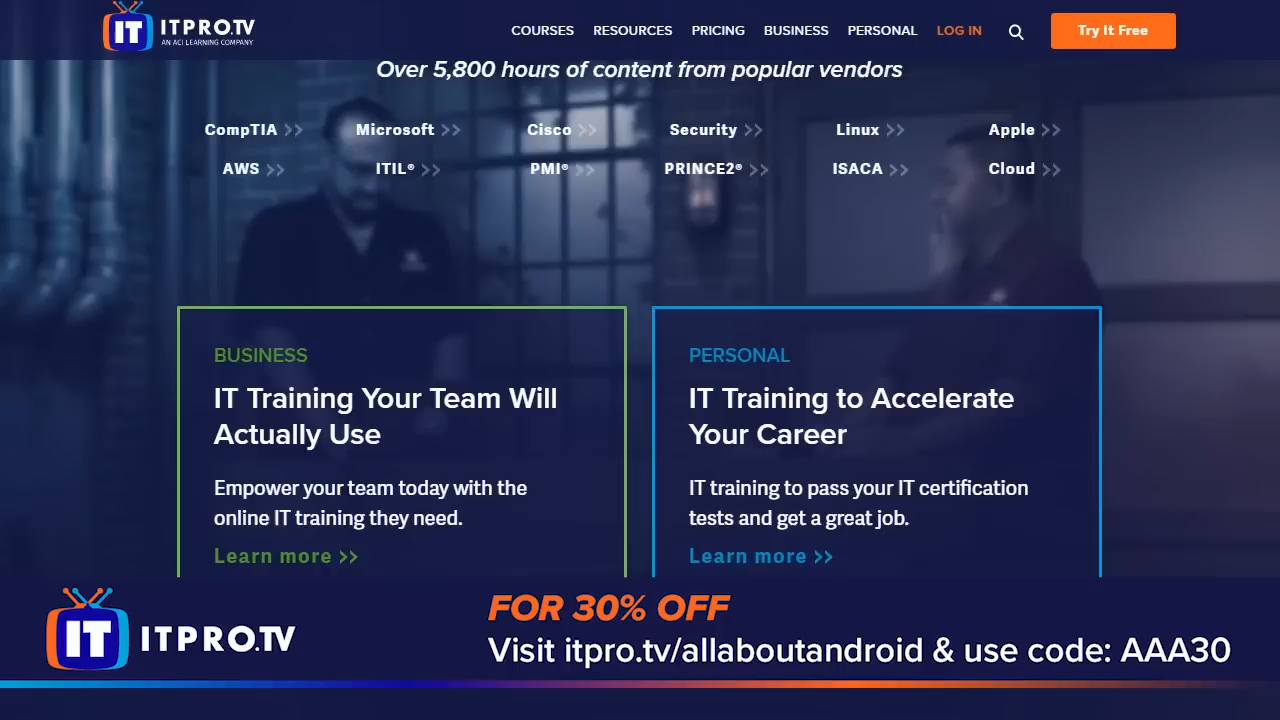 IT
ITPRO.TV
AN ACI LEARNING COMPANY
COURSES RESOURCES PRICING BUSINESS PERSONAL LOG IN Try It Free
Over 5,800 hours of content from popular vendors
CompTIA >> Microsoft >> Cisco >> Security >> Linux >> Apple >>
AWS >> ITIL® >> PMI® >> PRINCE2® >> ISACA >> Cloud >>
BUSINESS
IT Training Your Team Will
Actually Use
Empower your team today with the
online IT training they need.
Learn more >>
PERSONAL
IT Training to Accelerate
Your Career
IT training to pass your IT certification
tests and get a great job.
Learn more >>
IT
ITPRO.TV
FOR 30% OFF
Visit itpro.tv/allaboutandroid & use code: AAA30